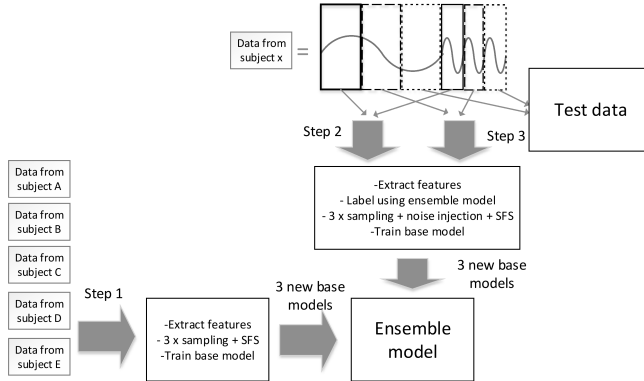 Data from
subject x
=
Test data
Step 2
Step 3
-Extract features
- Label using ensemble model
- 3 x sampling + noise injection + SFS
-Train base model
Data from
subject A
Data from
subject B
Data from
subject C
Data from
subject D
Data from
subject E
Step 1
-Extract features
- 3 x sampling + SFS
-Train base model
3 new base
models
3 new base
models
Ensemble
model